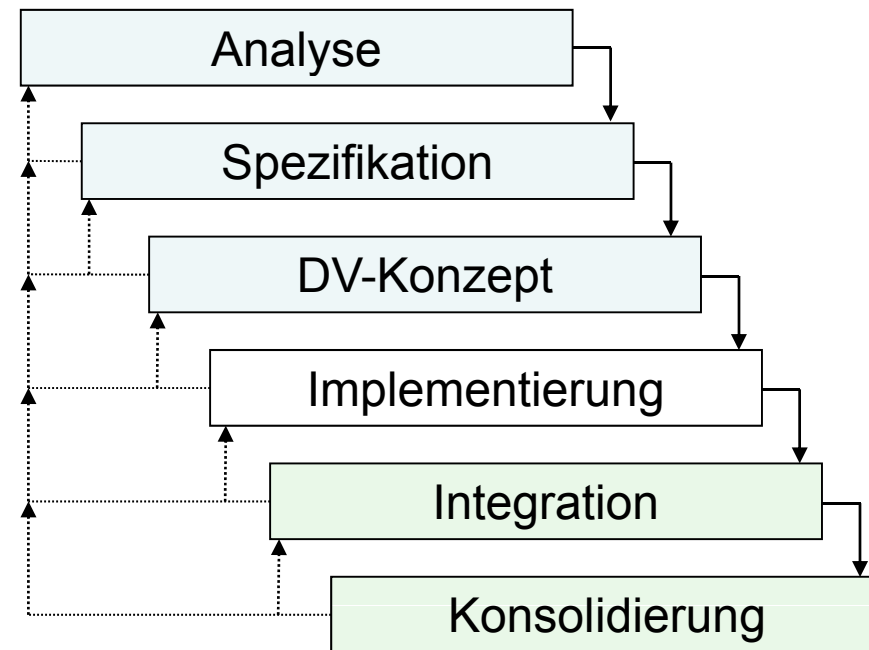 Analyse
Spezifikation
DV-Konzept
Implementierung
Integration
Konsolidierung